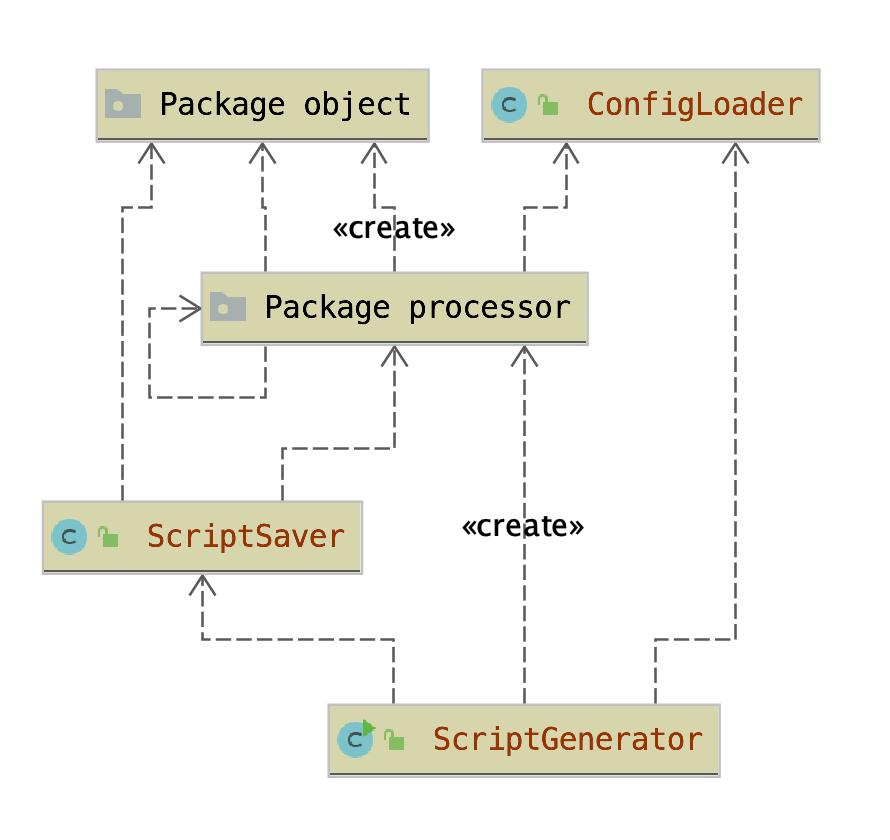 Package object
C ConfigLoader
«create»
Package processor
«create»
C ScriptSaver
C ScriptGenerator